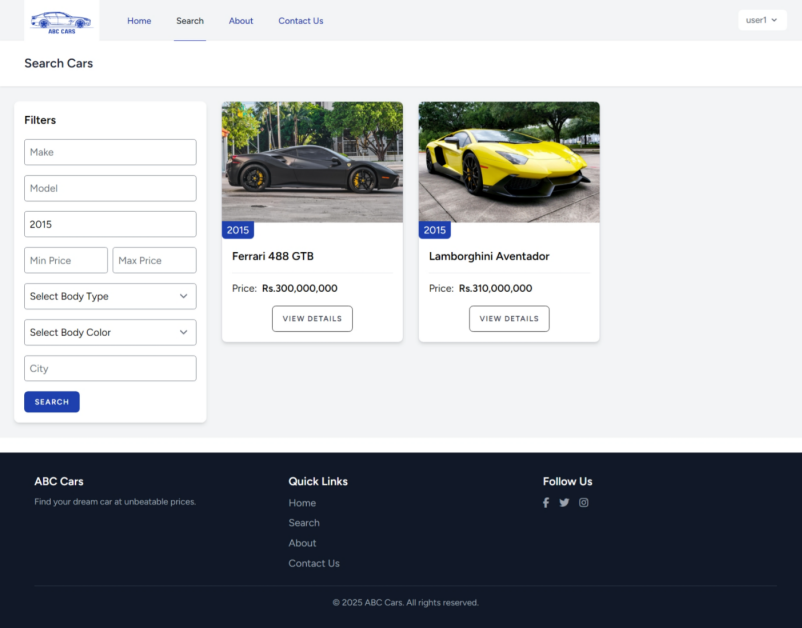 ABC CARS
Home
Search
About
Contact Us
user1
Search Cars
Filters
Make
Model
2015
Min Price
Max Price
Select Body Type
Select Body Color
City
SEARCH
2015
Ferrari 488 GTB
Price: Rs.300,000,000
VIEW DETAILS
2015
Lamborghini Aventador
Price: Rs.310,000,000
VIEW DETAILS
ABC Cars
Find your dream car at unbeatable prices.
Quick Links
Home
Search
About
Contact Us
Follow Us
© 2025 ABC Cars. All rights reserved.